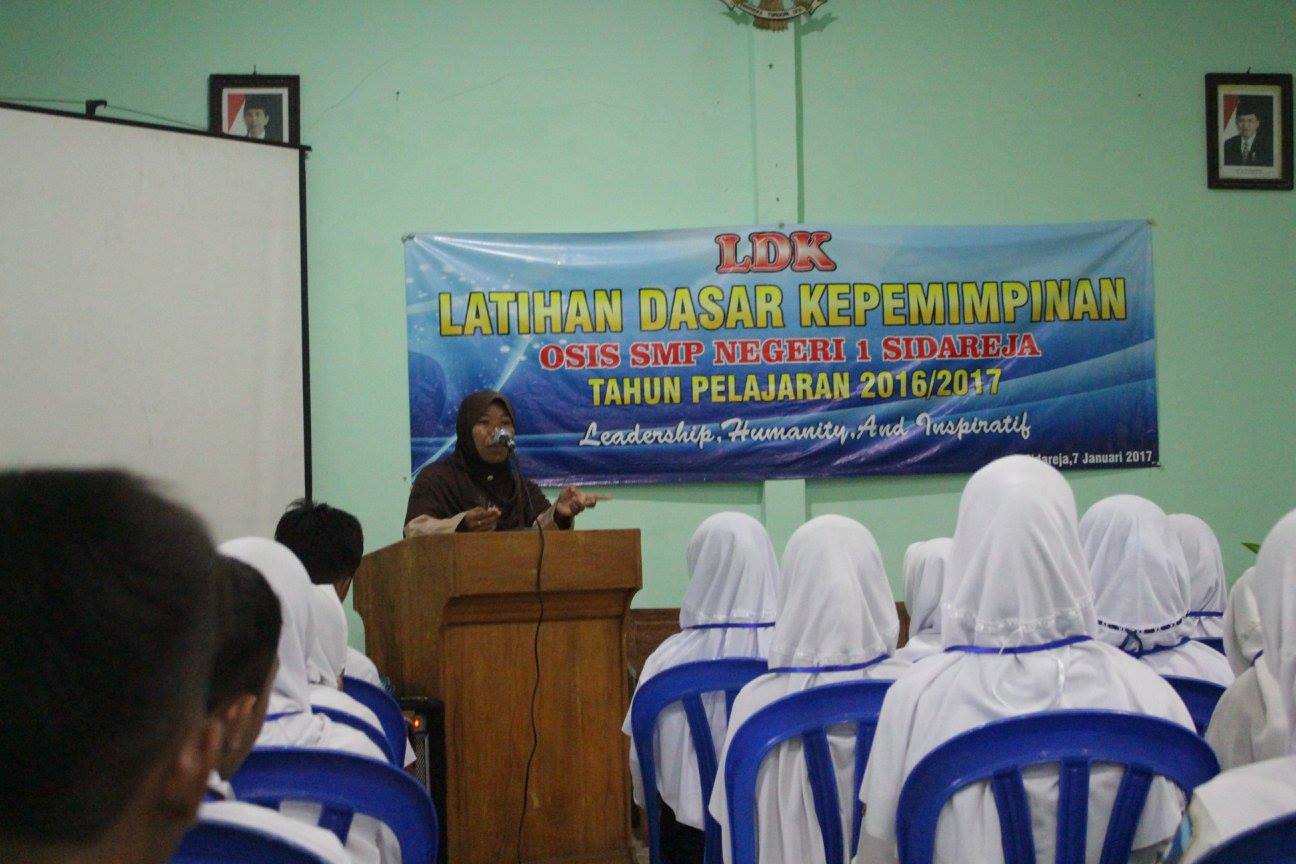 LDK
LATIHAN DASAR KEPEMIMPINAN
OSIS SMP NEGERI 1 SIDAREJA
TAHUN PELAJARAN 2016/2017
Leadership,Humanity,And Inspiratif
Sidareja,7 Januari 2017